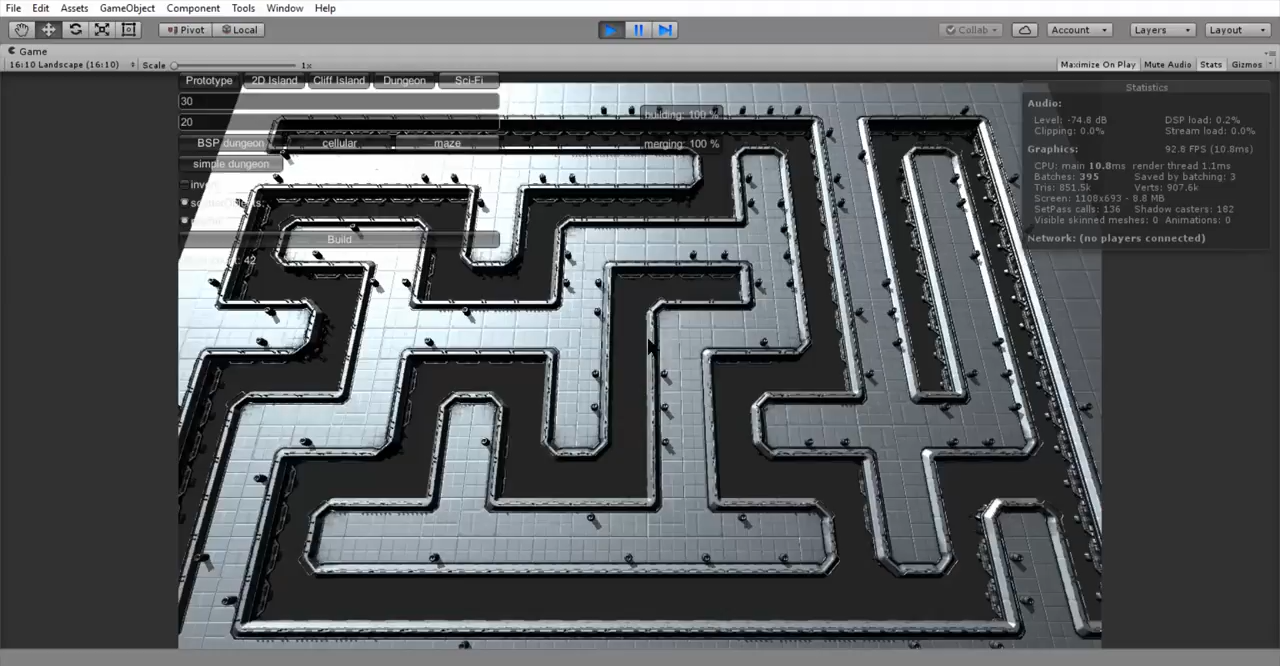 File Edit Assets GameObject Component Tools Window Help
Pivot Local Collab Account Layers Layout
Game
16:10 Landscape (16:10) Scale 1x Maximize On Play Mute Audio Stats Gizmos
Prototype 2D Island Cliff Island Dungeon Sci-Fi
Statistics
30
Audio:
building: 100 %
Level: -74.8 dB DSP load: 0.2%
20
Clipping: 0.0% Stream load: 0.0%
BSP dungeon cellular maze
merging: 100 %
Graphics: 92.8 FPS (10.8ms)
simple dungeon
CPU: main 10.8ms render thread 1.1ms
Batches: 395 Saved by batching: 3
Tris: 851.5k Verts: 907.6k
Screen: 1108x693 - 8.8 MB
SetPass calls: 136 Shadow casters: 182
Visible skinned meshes: 0 Animations: 0
Network: (no players connected)
Build
42